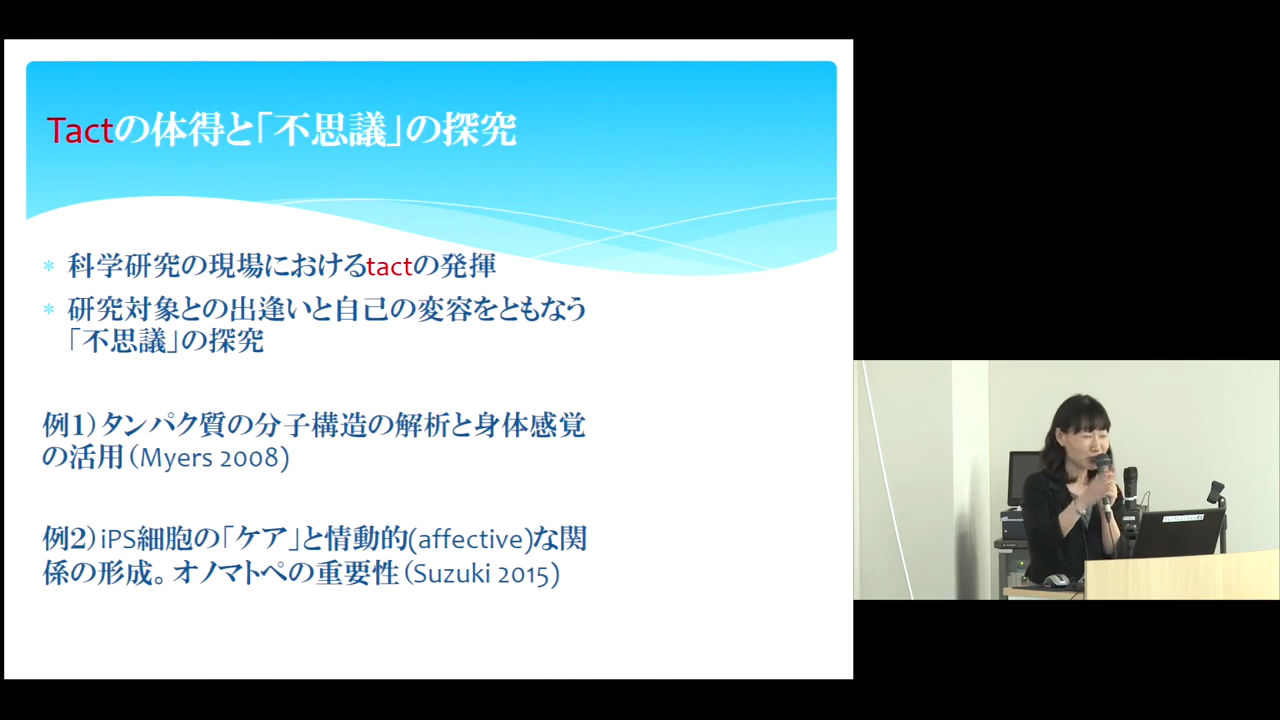 Tactの体得と「不思議」の探究
* 科学研究の現場におけるtactの発揮
* 研究対象との出逢いと自己の変容をともなう
「不思議」の探究
例1）タンパク質の分子構造の解析と身体感覚
の活用（Myers 2008)
例2）iPS細胞の「ケア」と情動的(affective)な関
係の形成。オノマトペの重要性（Suzuki 2015)